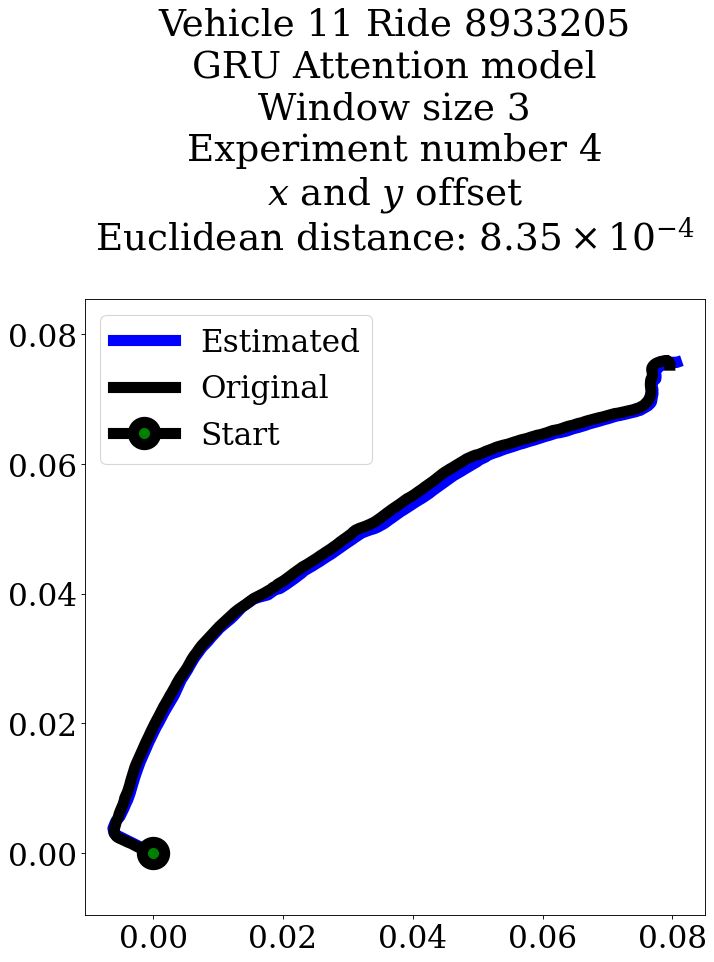 Vehicle 11 Ride 8933205
GRU Attention model
Window size 3
Experiment number 4
x and y offset
Euclidean distance: 8.35 × 10⁻⁴
Estimated
Original
Start
0.08
0.06
0.04
0.02
0.00
0.00 0.02 0.04 0.06 0.08